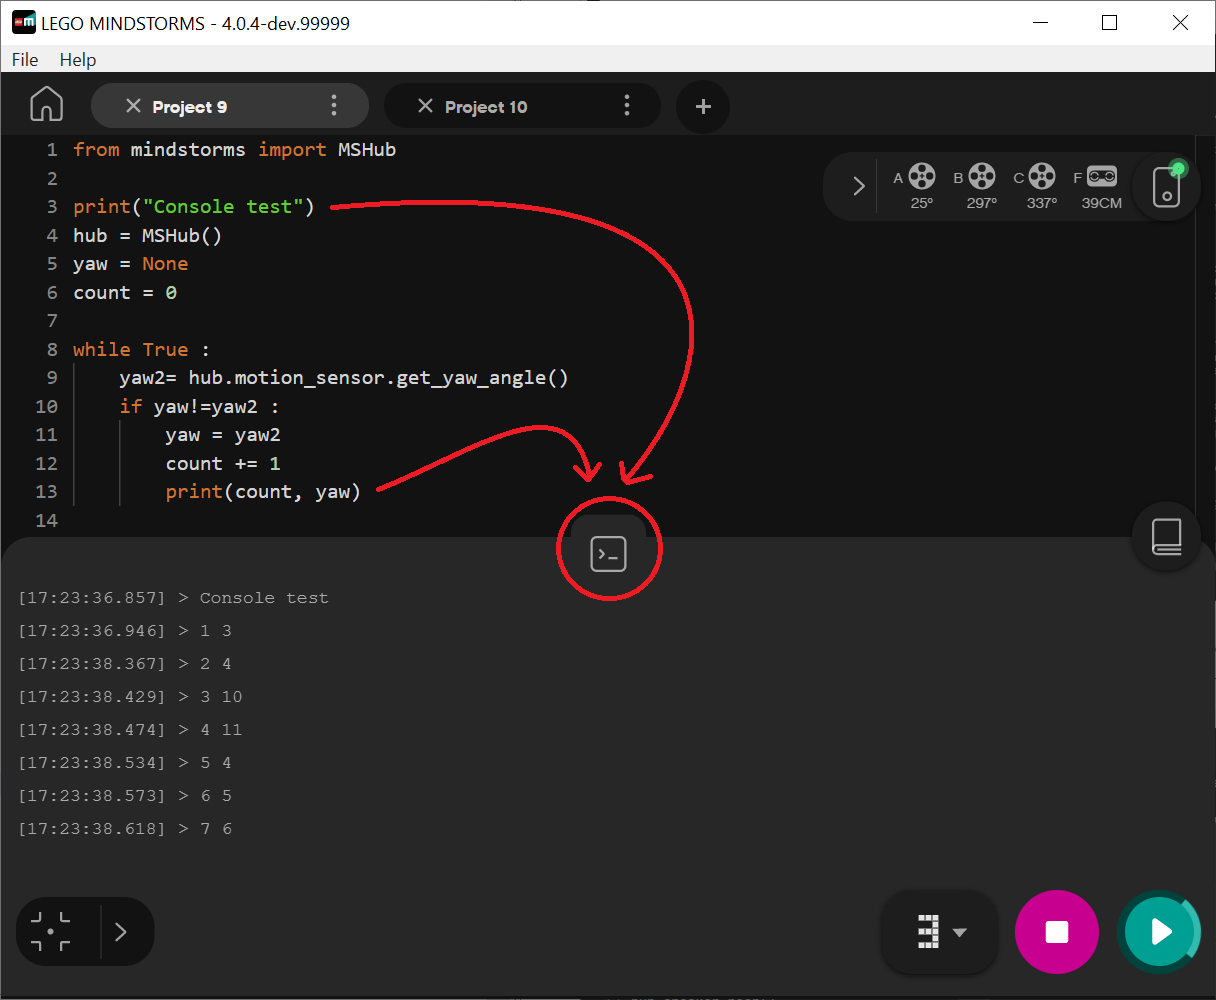 LEGO MINDSTORMS - 4.0.4-dev.99999
File Help
Project 9 Project 10
1 from mindstorms import MSHub
2
3 print("Console test")
4 hub = MSHub()
5 yaw = None
6 count = 0
7
8 while True :
9 yaw2= hub.motion_sensor.get_yaw_angle()
10 if yaw!=yaw2 :
11 yaw = yaw2
12 count += 1
13 print(count, yaw)
14
A B C F
25° 297° 337° 39CM
[17:23:36.857] > Console test
[17:23:36.946] > 1 3
[17:23:38.367] > 2 4
[17:23:38.429] > 3 10
[17:23:38.474] > 4 11
[17:23:38.534] > 5 4
[17:23:38.573] > 6 5
[17:23:38.618] > 7 6
3